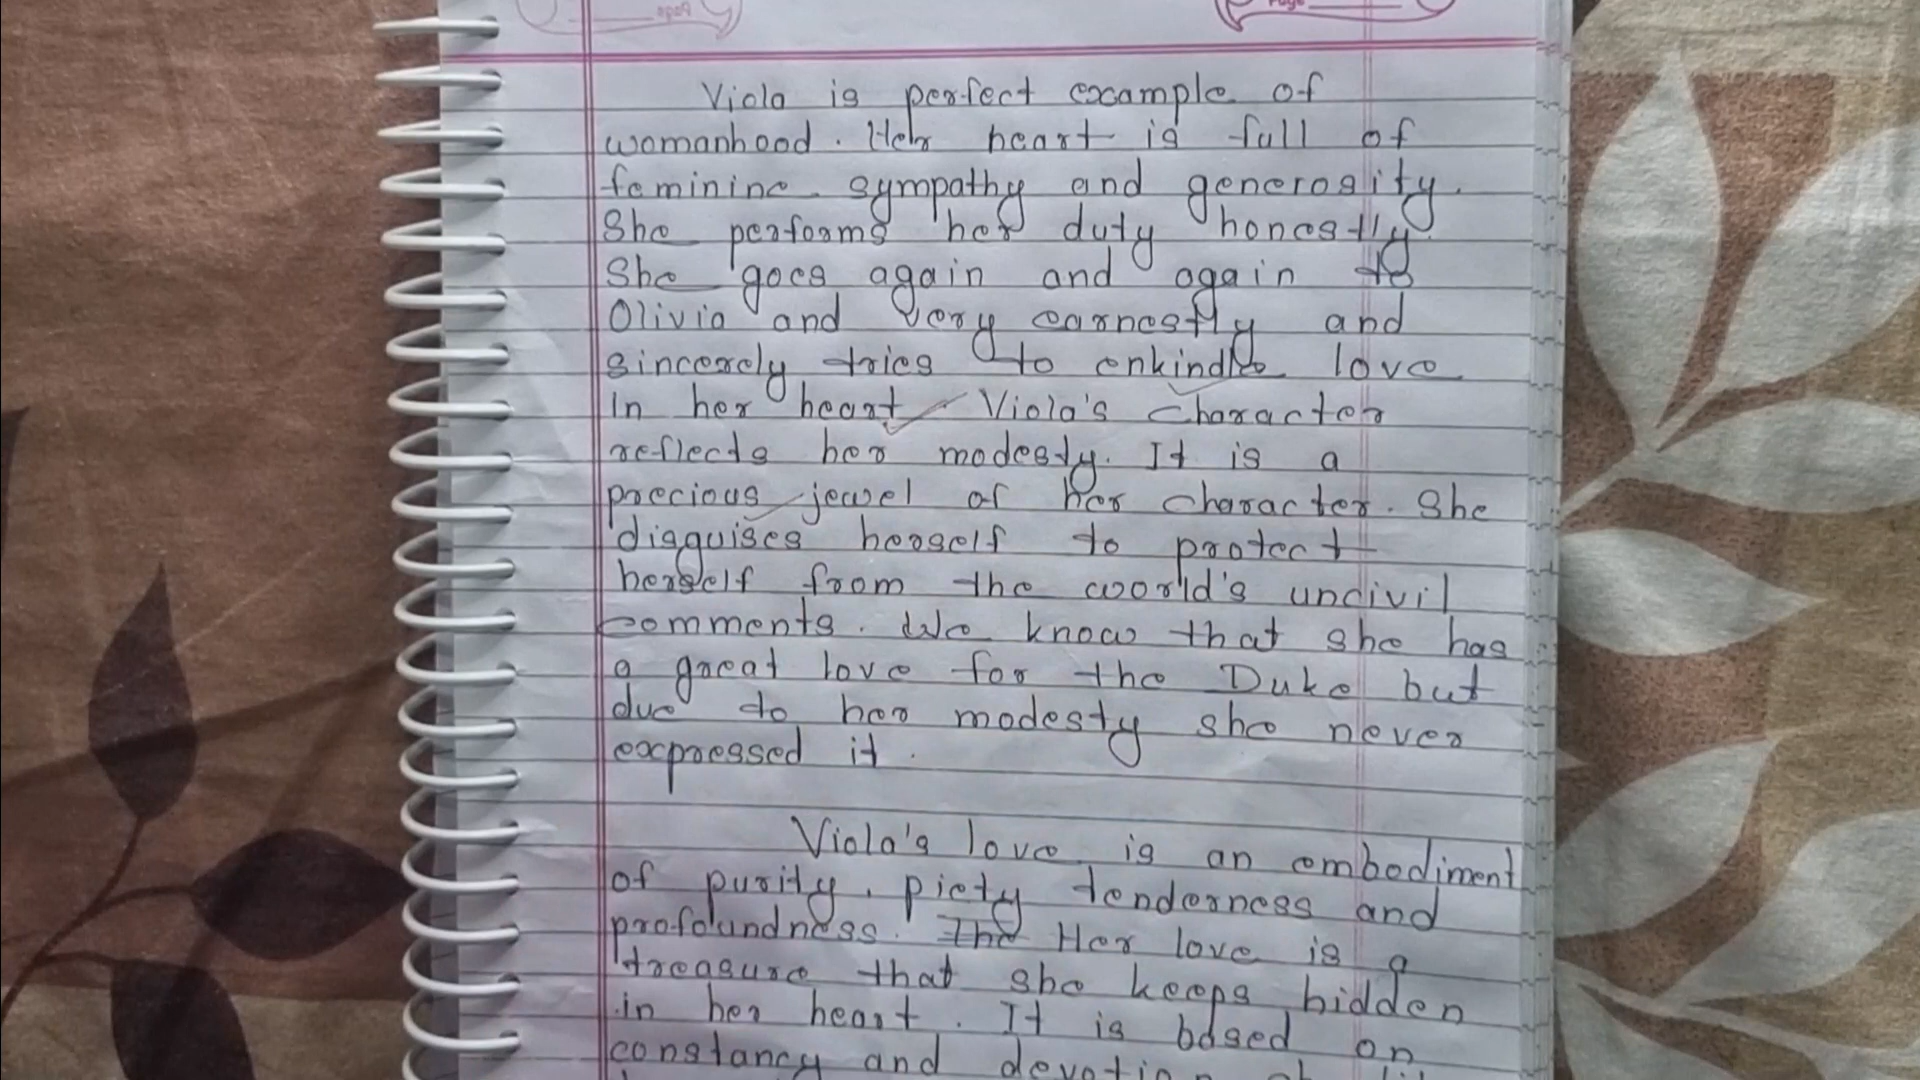 Page
Viola is perfect example of
womanhood. Her heart is full of
feminine sympathy and generosity.
She performs her duty honestly.
She goes again and again to
Olivia and very earnestly and
sincerely tries to enkindle love
in her heart. Viola's character
reflects her modesty. It is a
precious jewel of her character. She
disguises herself to protect
herself from the world's uncivil
comments. We know that she has
a great love for the Duke but
due to her modesty she never
expressed it.
Viola's love is an embodiment
of purity, piety tenderness and
profoundness. The Her love is a
treasure that she keeps hidden
in her heart. It is based on
constancy and devotion